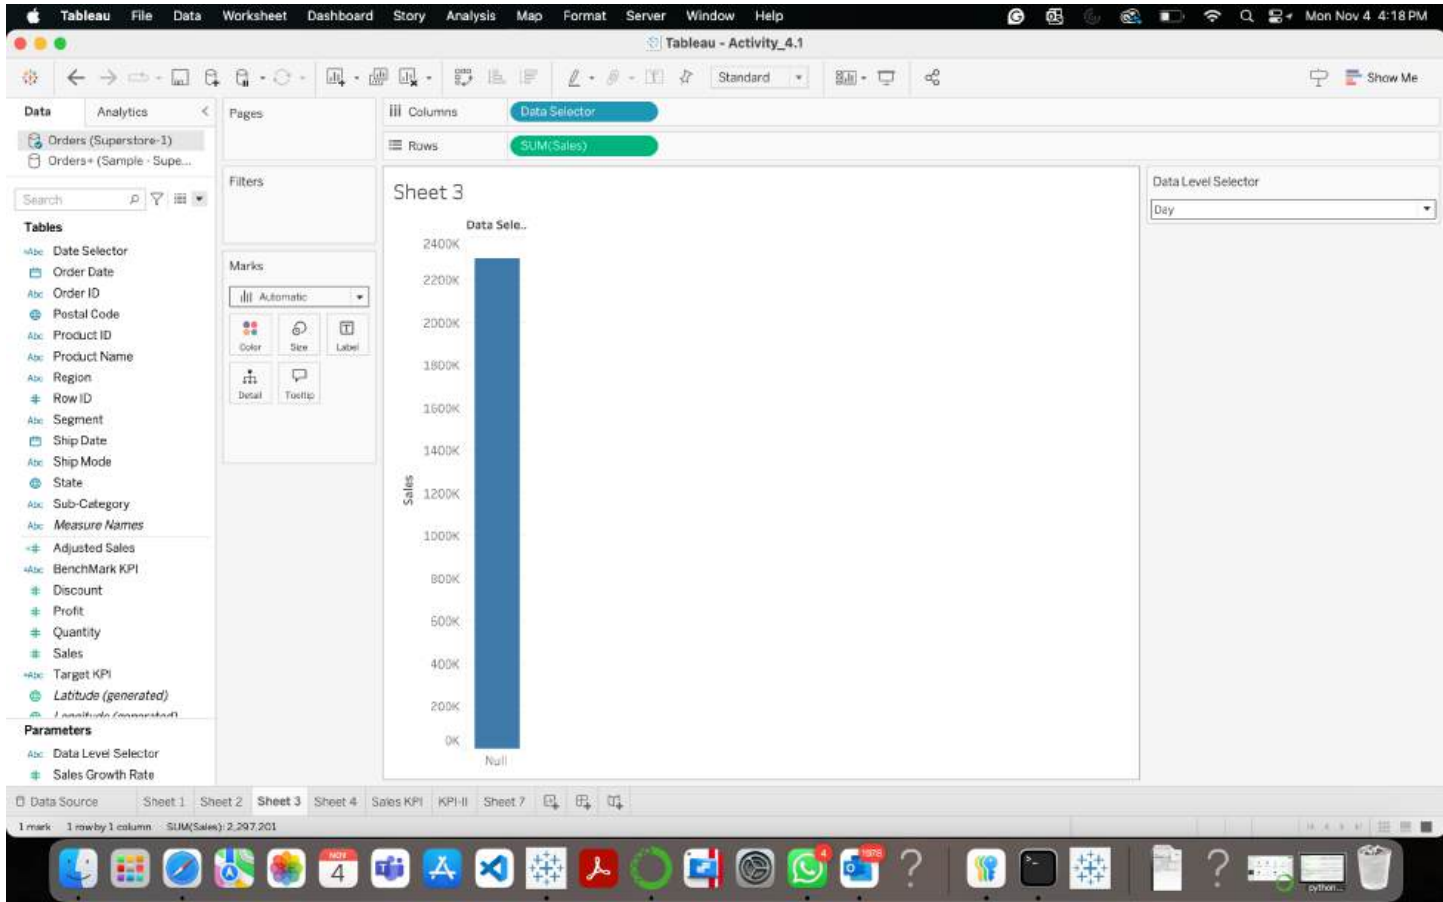 Tableau File Data Worksheet Dashboard Story Analysis Map Format Server Window Help Mon Nov 4 4:18 PM
Tableau - Activity_4.1
Standard Show Me
Data Analytics Pages Columns Data Selector
Orders (Superstore-1) Rows SUM(Sales)
Orders+ (Sample - Supe...
Search
Filters
Sheet 3
Data Level Selector
Day
Tables
Date Selector
Order Date
Order ID
Postal Code
Product ID
Product Name
Region
Row ID
Segment
Ship Date
Ship Mode
State
Sub-Category
Measure Names
Adjusted Sales
BenchMark KPI
Discount
Profit
Quantity
Sales
Target KPI
Latitude (generated)
Parameters
Data Level Selector
Sales Growth Rate
Marks
Automatic
Color Size Label
Detail Tooltip
Data Sele..
2400K
2200K
2000K
1800K
1600K
1400K
1200K
1000K
800K
600K
400K
200K
0K
Sales
Null
Data Source Sheet 1 Sheet 2 Sheet 3 Sheet 4 Sales KPI KPI-II Sheet 7
1 mark 1 row by 1 column SUM(Sales): 2,297,201
NOV
4
4
python...